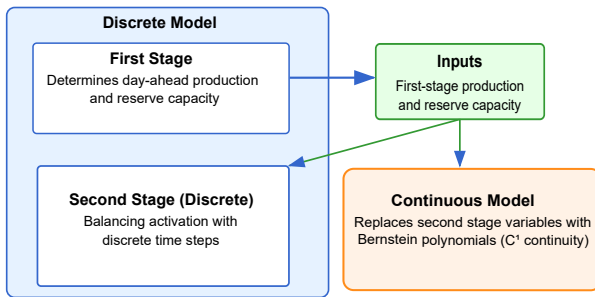 Discrete Model
First Stage
Determines day-ahead production
and reserve capacity
Inputs
First-stage production
and reserve capacity
Second Stage (Discrete)
Balancing activation with
discrete time steps
Continuous Model
Replaces second stage variables with
Bernstein polynomials (C¹ continuity)